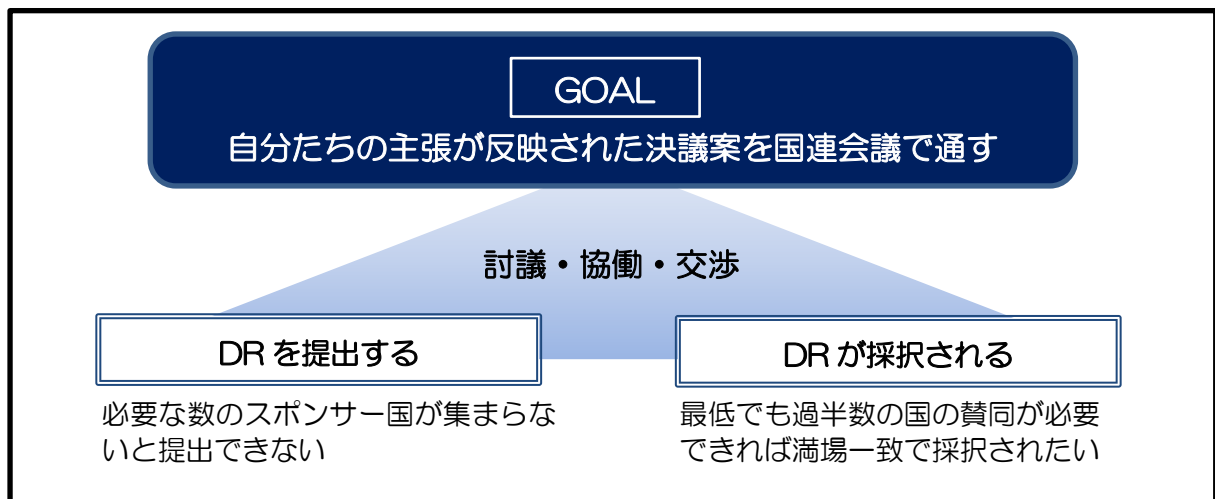 GOAL
自分たちの主張が反映された決議案を国連会議で通す
討議・協働・交渉
DRを提出する
必要な数のスポンサー国が集まらな
いと提出できない
DRが採択される
最低でも過半数の国の賛同が必要
できれば満場一致で採択されたい